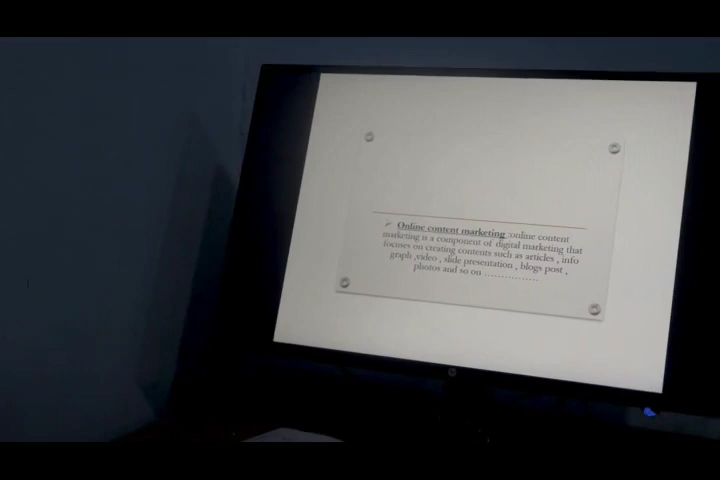 Online content marketing :online content
marketing is a component of digital marketing that
focuses on creating contents such as articles , info
graph ,video , slide presentation , blogs post ,
photos and so on ................
hp